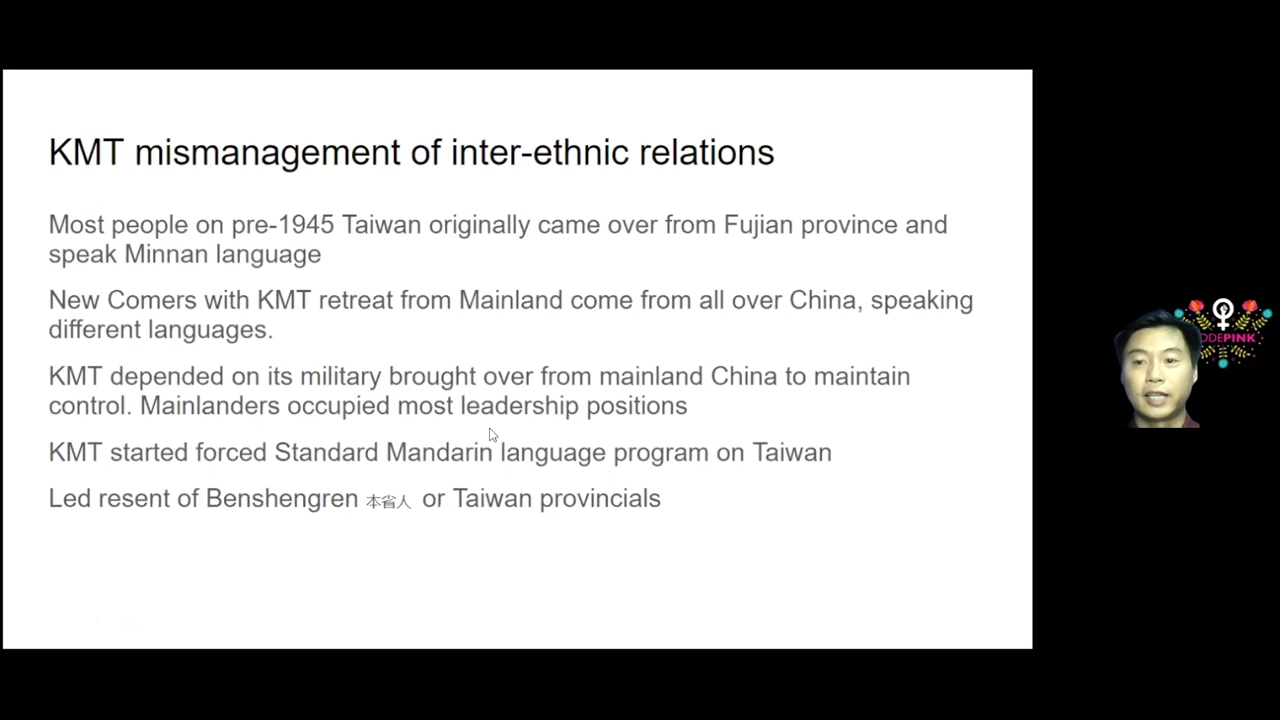 KMT mismanagement of inter-ethnic relations
Most people on pre-1945 Taiwan originally came over from Fujian province and
speak Minnan language
New Comers with KMT retreat from Mainland come from all over China, speaking
different languages.
KMT depended on its military brought over from mainland China to maintain
control. Mainlanders occupied most leadership positions
KMT started forced Standard Mandarin language program on Taiwan
Led resent of Benshengren 本省人 or Taiwan provincials
ODEPINK